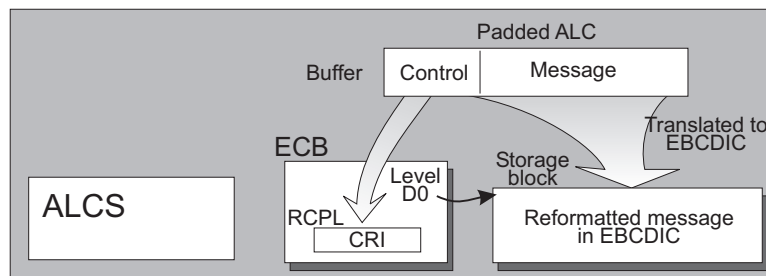 Padded ALC
Buffer
Control
Message
Translated to
EBCDIC
ECB
Level
D0
Storage
block
ALCS
RCPL
CRI
Reformatted message
in EBCDIC